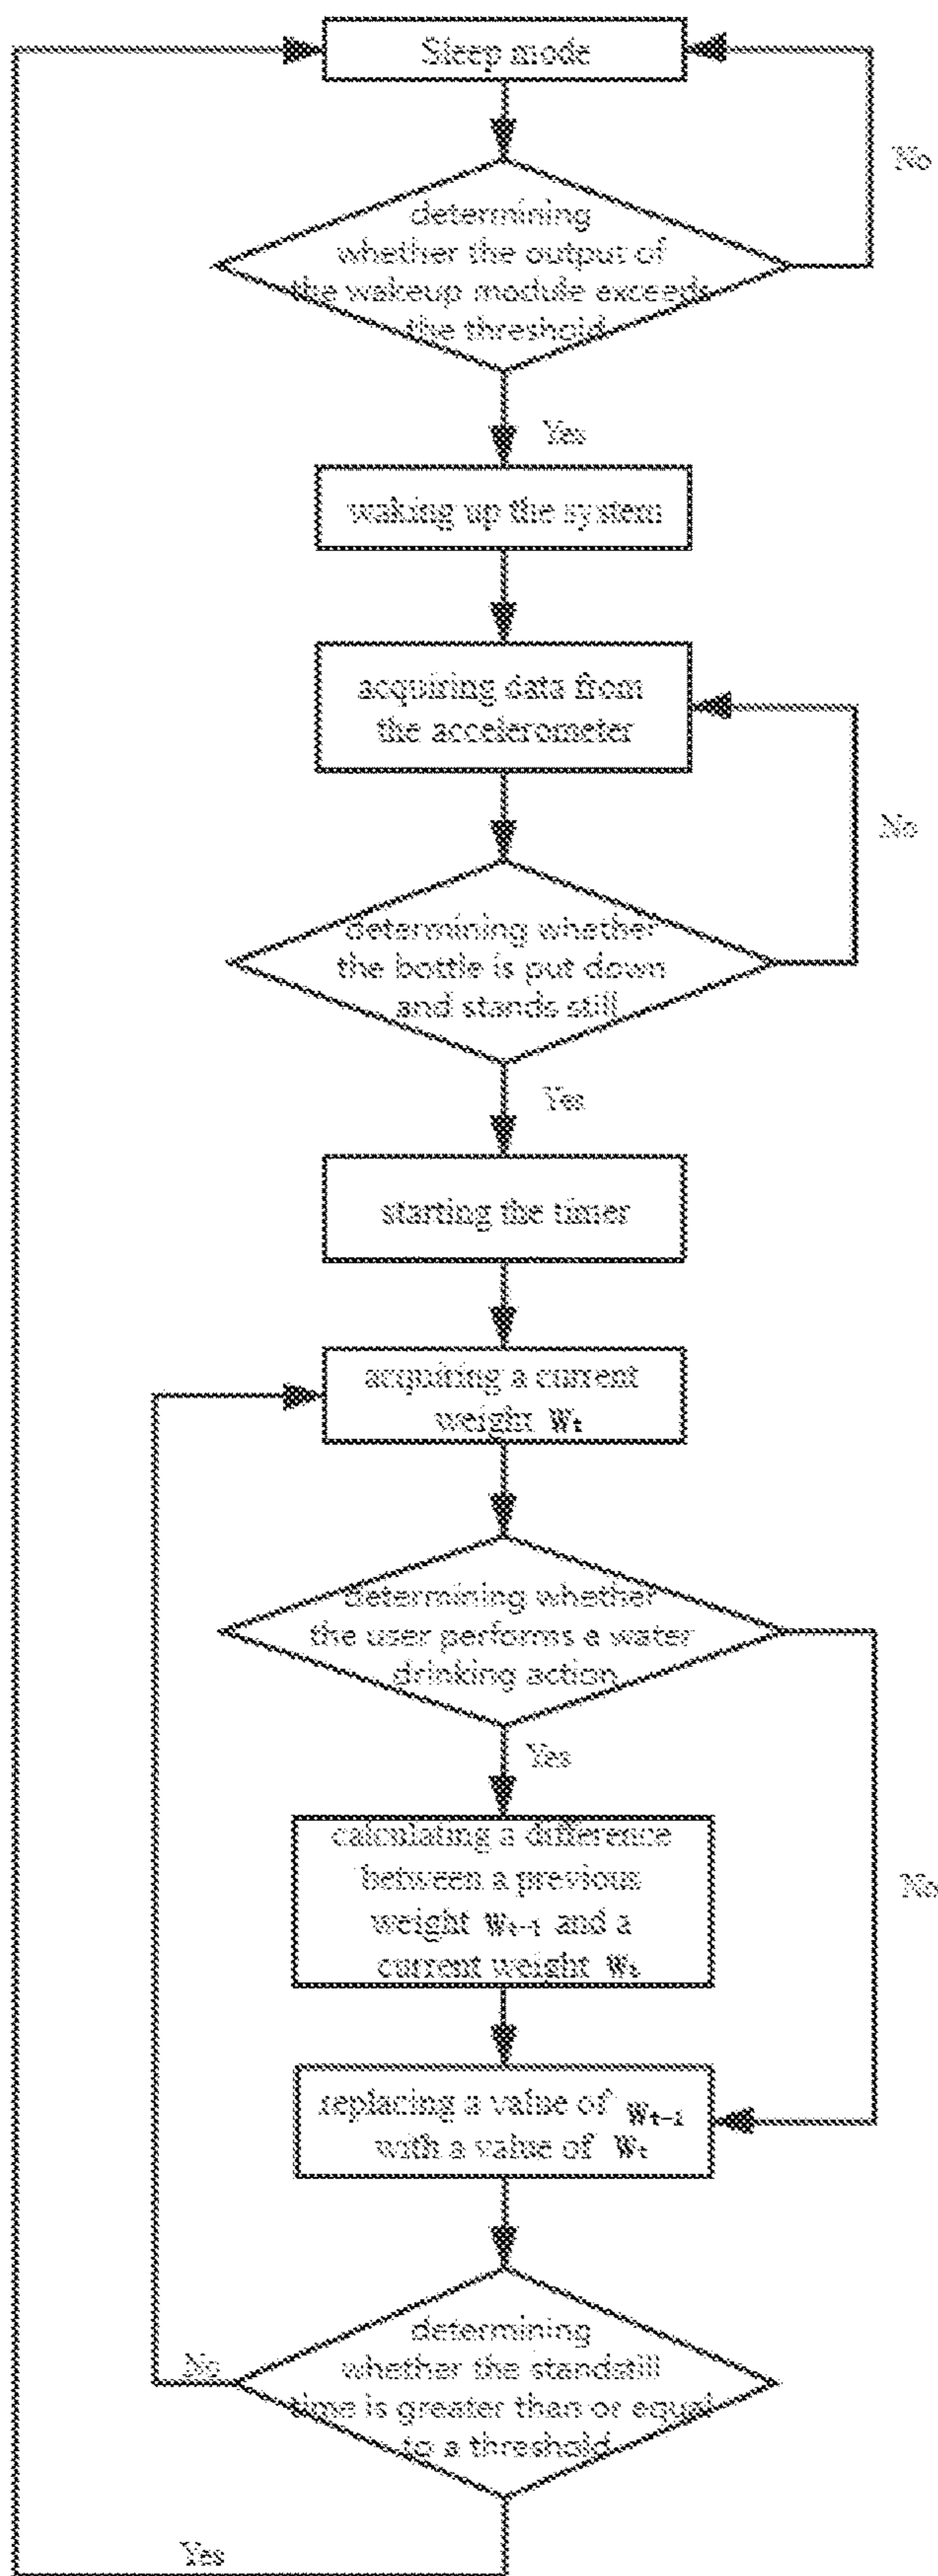 Sleep mode
No
determining
whether the output of
the wakeup module exceeds
the threshold
Yes
waking up the system
acquiring data from
the accelerometer
No
determining whether
the bottle is put down
and stands still
Yes
starting the timer
acquiring a current
weight Wt
determining whether
the user performs a water
drinking action
Yes
calculating a difference
between a previous
weight Wt-1 and a
current weight Wt
No
replacing a value of Wt-1
with a value of Wt
determining
whether the standstill
time is greater than or equal
to a threshold
No
Yes